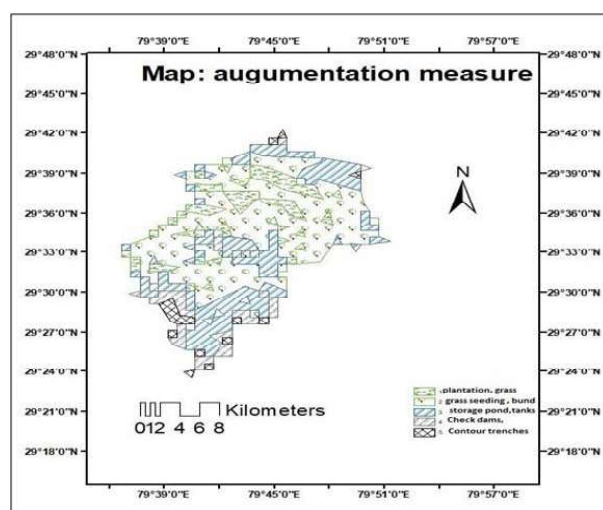 79°39'0"E 79°45'0"E 79°51'0"E 79°57'0"E
Map: augumentation measure
29°48'0"N 29°48'0"N
29°45'0"N 29°45'0"N
29°42'0"N 29°42'0"N
29°39'0"N 29°39'0"N
N
29°36'0"N 29°36'0"N
29°33'0"N 29°33'0"N
29°30'0"N 29°30'0"N
29°27'0"N 29°27'0"N
29°24'0"N 29°24'0"N
1.plantation, grass
2 grass seeding, bund
3. storage pond,tanks
4. Check dams,
5. Contour trenches
29°21'0"N 29°21'0"N
Kilometers
012 4 6 8
29°18'0"N 29°18'0"N
79°39'0"E 79°45'0"E 79°51'0"E 79°57'0"E